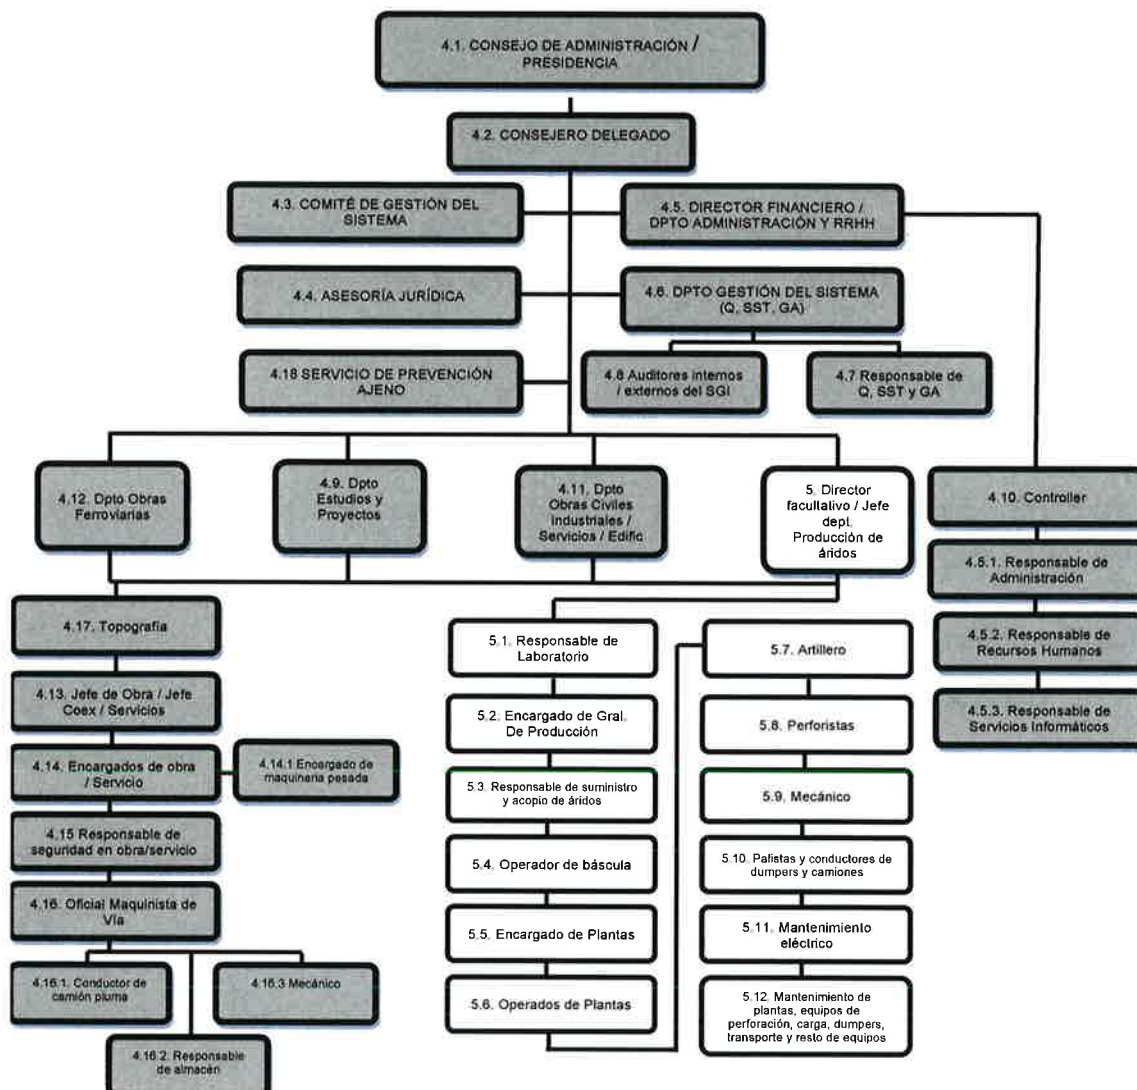 4.1. CONSEJO DE ADMINISTRACIÓN /
PRESIDENCIA
4.2. CONSEJERO DELEGADO
4.3. COMITÉ DE GESTIÓN DEL
SISTEMA
4.5. DIRECTOR FINANCIERO /
DPTO ADMINISTRACIÓN Y RRHH
4.4. ASESORÍA JURÍDICA
4.6. DPTO GESTIÓN DEL SISTEMA
(Q, SST, GA)
4.18 SERVICIO DE PREVENCIÓN
AJENO
4.8 Auditores internos
/ externos del SGI
4.7 Responsable de
Q, SST y GA
4.12. Dpto Obras
Ferroviarias
4.9. Dpto
Estudios y
Proyectos
4.11. Dpto
Obras Civiles
Industriales /
Servicios / Edific
5. Director
facultativo / Jefe
dept.
Producción de
áridos
4.10. Controller
4.5.1. Responsable de
Administración
4.5.2. Responsable de
Recursos Humanos
4.5.3. Responsable de
Servicios Informáticos
4.17. Topografía
4.13. Jefe de Obra / Jefe
Coex / Servicios
4.14. Encargados de obra
/ Servicio
4.14.1 Encargado de
maquinaria pesada
4.15 Responsable de
seguridad en obra/servicio
4.16. Oficial Maquinista de
Vía
4.16.1. Conductor de
camión pluma
4.16.3 Mecánico
4.16.2. Responsable
de almacén
5.1. Responsable de
Laboratorio
5.2. Encargado de Gral.
De Producción
5.3. Responsable de suministro
y acopio de áridos
5.4. Operador de báscula
5.5. Encargado de Plantas
5.6. Operados de Plantas
5.7. Artillero
5.8. Perforistas
5.9. Mecánico
5.10. Palistas y conductores de
dumpers y camiones
5.11. Mantenimiento
eléctrico
5.12. Mantenimiento de
plantas, equipos de
perforación, carga, dumpers,
transporte y resto de equipos